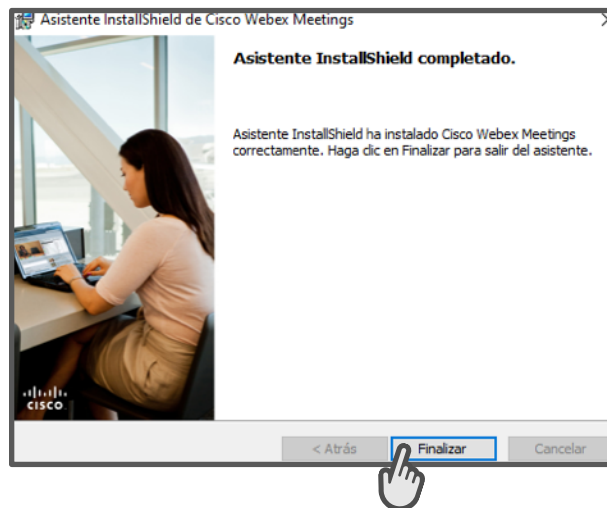 Asistente InstallShield de Cisco Webex Meetings
Asistente InstallShield completado.
Asistente InstallShield ha instalado Cisco Webex Meetings
correctamente. Haga clic en Finalizar para salir del asistente.
CISCO
< Atrás Finalizar Cancelar